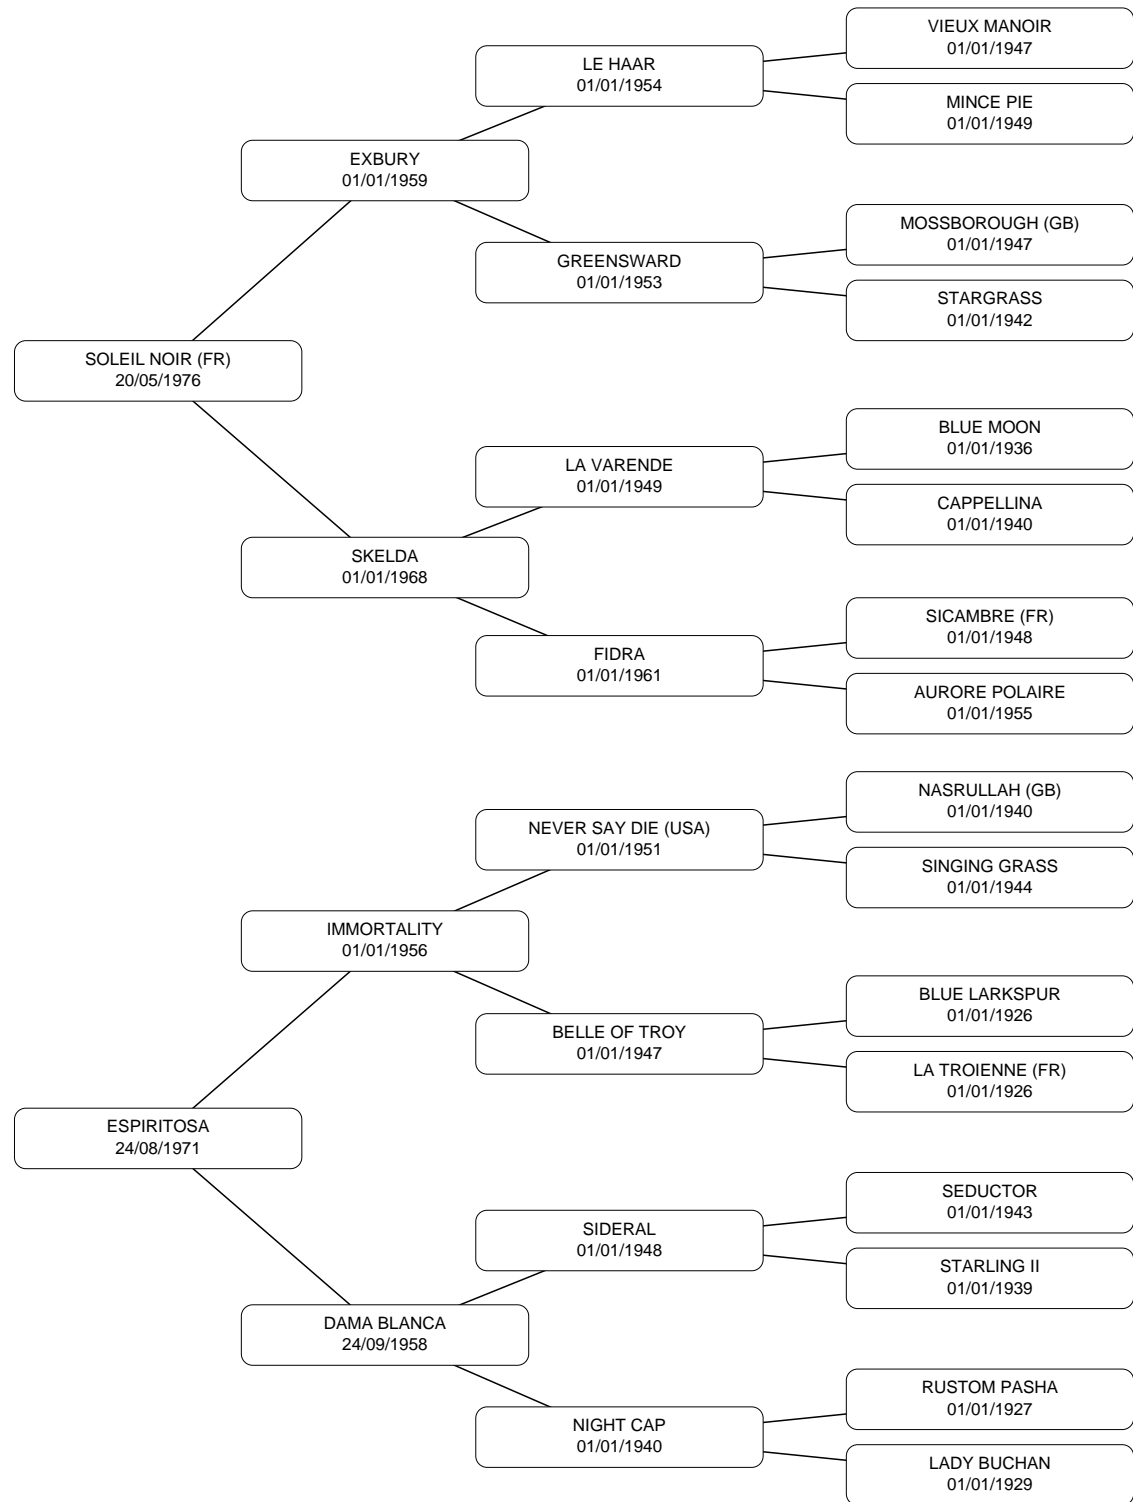 VIEUX MANOIR
01/01/1947
LE HAAR
01/01/1954
MINCE PIE
01/01/1949
EXBURY
01/01/1959
MOSSBOROUGH (GB)
01/01/1947
GREENSWARD
01/01/1953
STARGRASS
01/01/1942
SOLEIL NOIR (FR)
20/05/1976
BLUE MOON
01/01/1936
LA VARENDE
01/01/1949
CAPPELLINA
01/01/1940
SKELDA
01/01/1968
SICAMBRE (FR)
01/01/1948
FIDRA
01/01/1961
AURORE POLAIRE
01/01/1955
NASRULLAH (GB)
01/01/1940
NEVER SAY DIE (USA)
01/01/1951
SINGING GRASS
01/01/1944
IMMORTALITY
01/01/1956
BLUE LARKSPUR
01/01/1926
BELLE OF TROY
01/01/1947
LA TROIENNE (FR)
01/01/1926
ESPIRITOSA
24/08/1971
SEDUCTOR
01/01/1943
SIDERAL
01/01/1948
STARLING II
01/01/1939
DAMA BLANCA
24/09/1958
RUSTOM PASHA
01/01/1927
NIGHT CAP
01/01/1940
LADY BUCHAN
01/01/1929